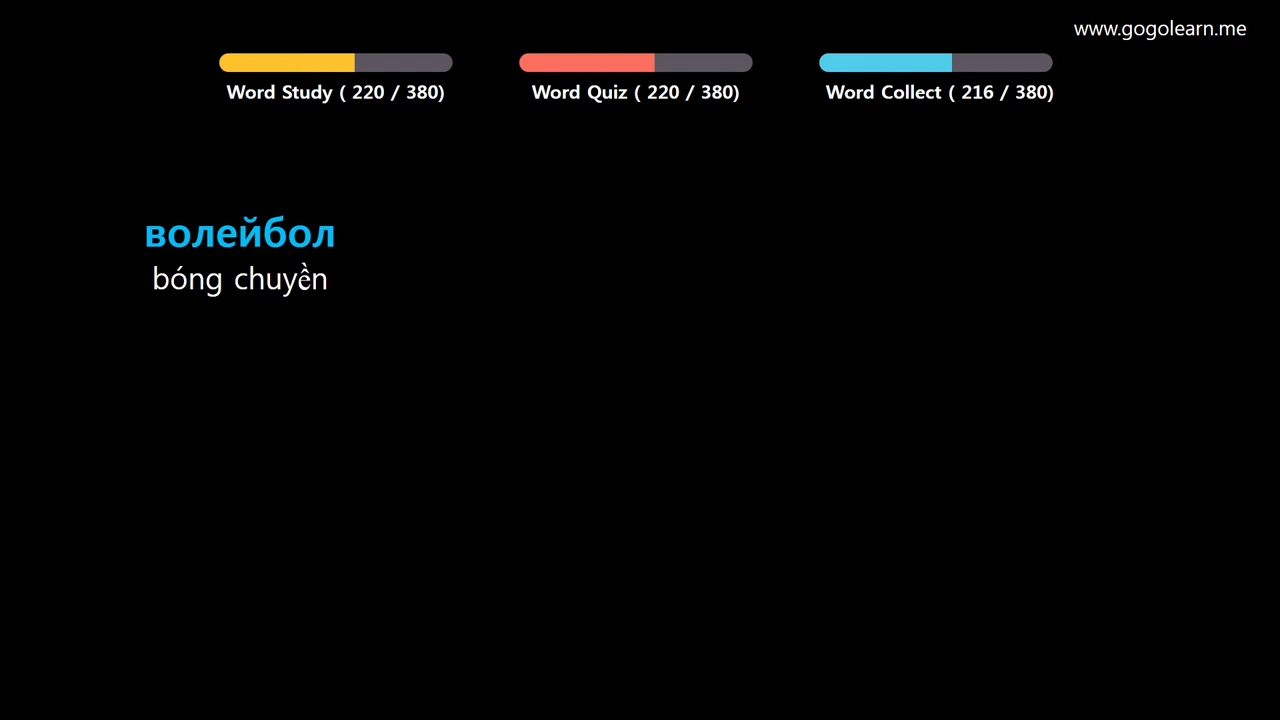 www.gogolearn.me
Word Study ( 220 / 380)
Word Quiz ( 220 / 380)
Word Collect ( 216 / 380)
волейбол
bóng chuyền